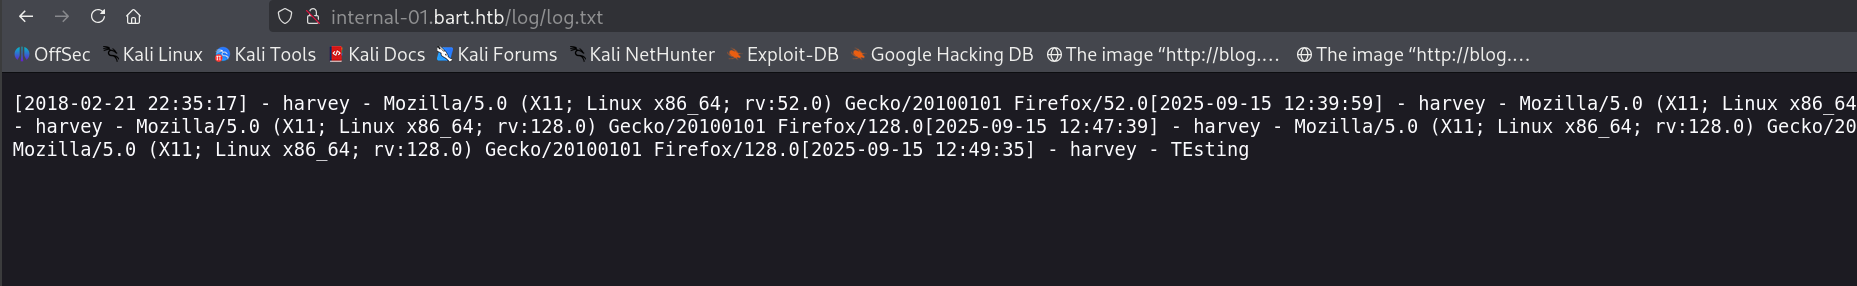 internal-01.bart.htb/log/log.txt
OffSec Kali Linux Kali Tools Kali Docs Kali Forums Kali NetHunter Exploit-DB Google Hacking DB The image “http://blog.… The image “http://blog.…
[2018-02-21 22:35:17] - harvey - Mozilla/5.0 (X11; Linux x86_64; rv:52.0) Gecko/20100101 Firefox/52.0[2025-09-15 12:39:59] - harvey - Mozilla/5.0 (X11; Linux x86_64
- harvey - Mozilla/5.0 (X11; Linux x86_64; rv:128.0) Gecko/20100101 Firefox/128.0[2025-09-15 12:47:39] - harvey - Mozilla/5.0 (X11; Linux x86_64; rv:128.0) Gecko/20
Mozilla/5.0 (X11; Linux x86_64; rv:128.0) Gecko/20100101 Firefox/128.0[2025-09-15 12:49:35] - harvey - TEsting